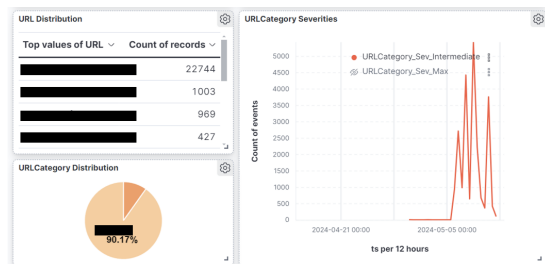 URL Distribution
Top values of URL
Count of records
22744
1003
969
427
URLCategory Distribution
90.17%
URLCategory Severities
URLCategory_Sev_Intermediate
URLCategory_Sev_Max
Count of events
5000
4500
4000
3500
3000
2500
2000
1500
1000
500
0
2024-04-21 00:00
2024-05-05 00:00
ts per 12 hours